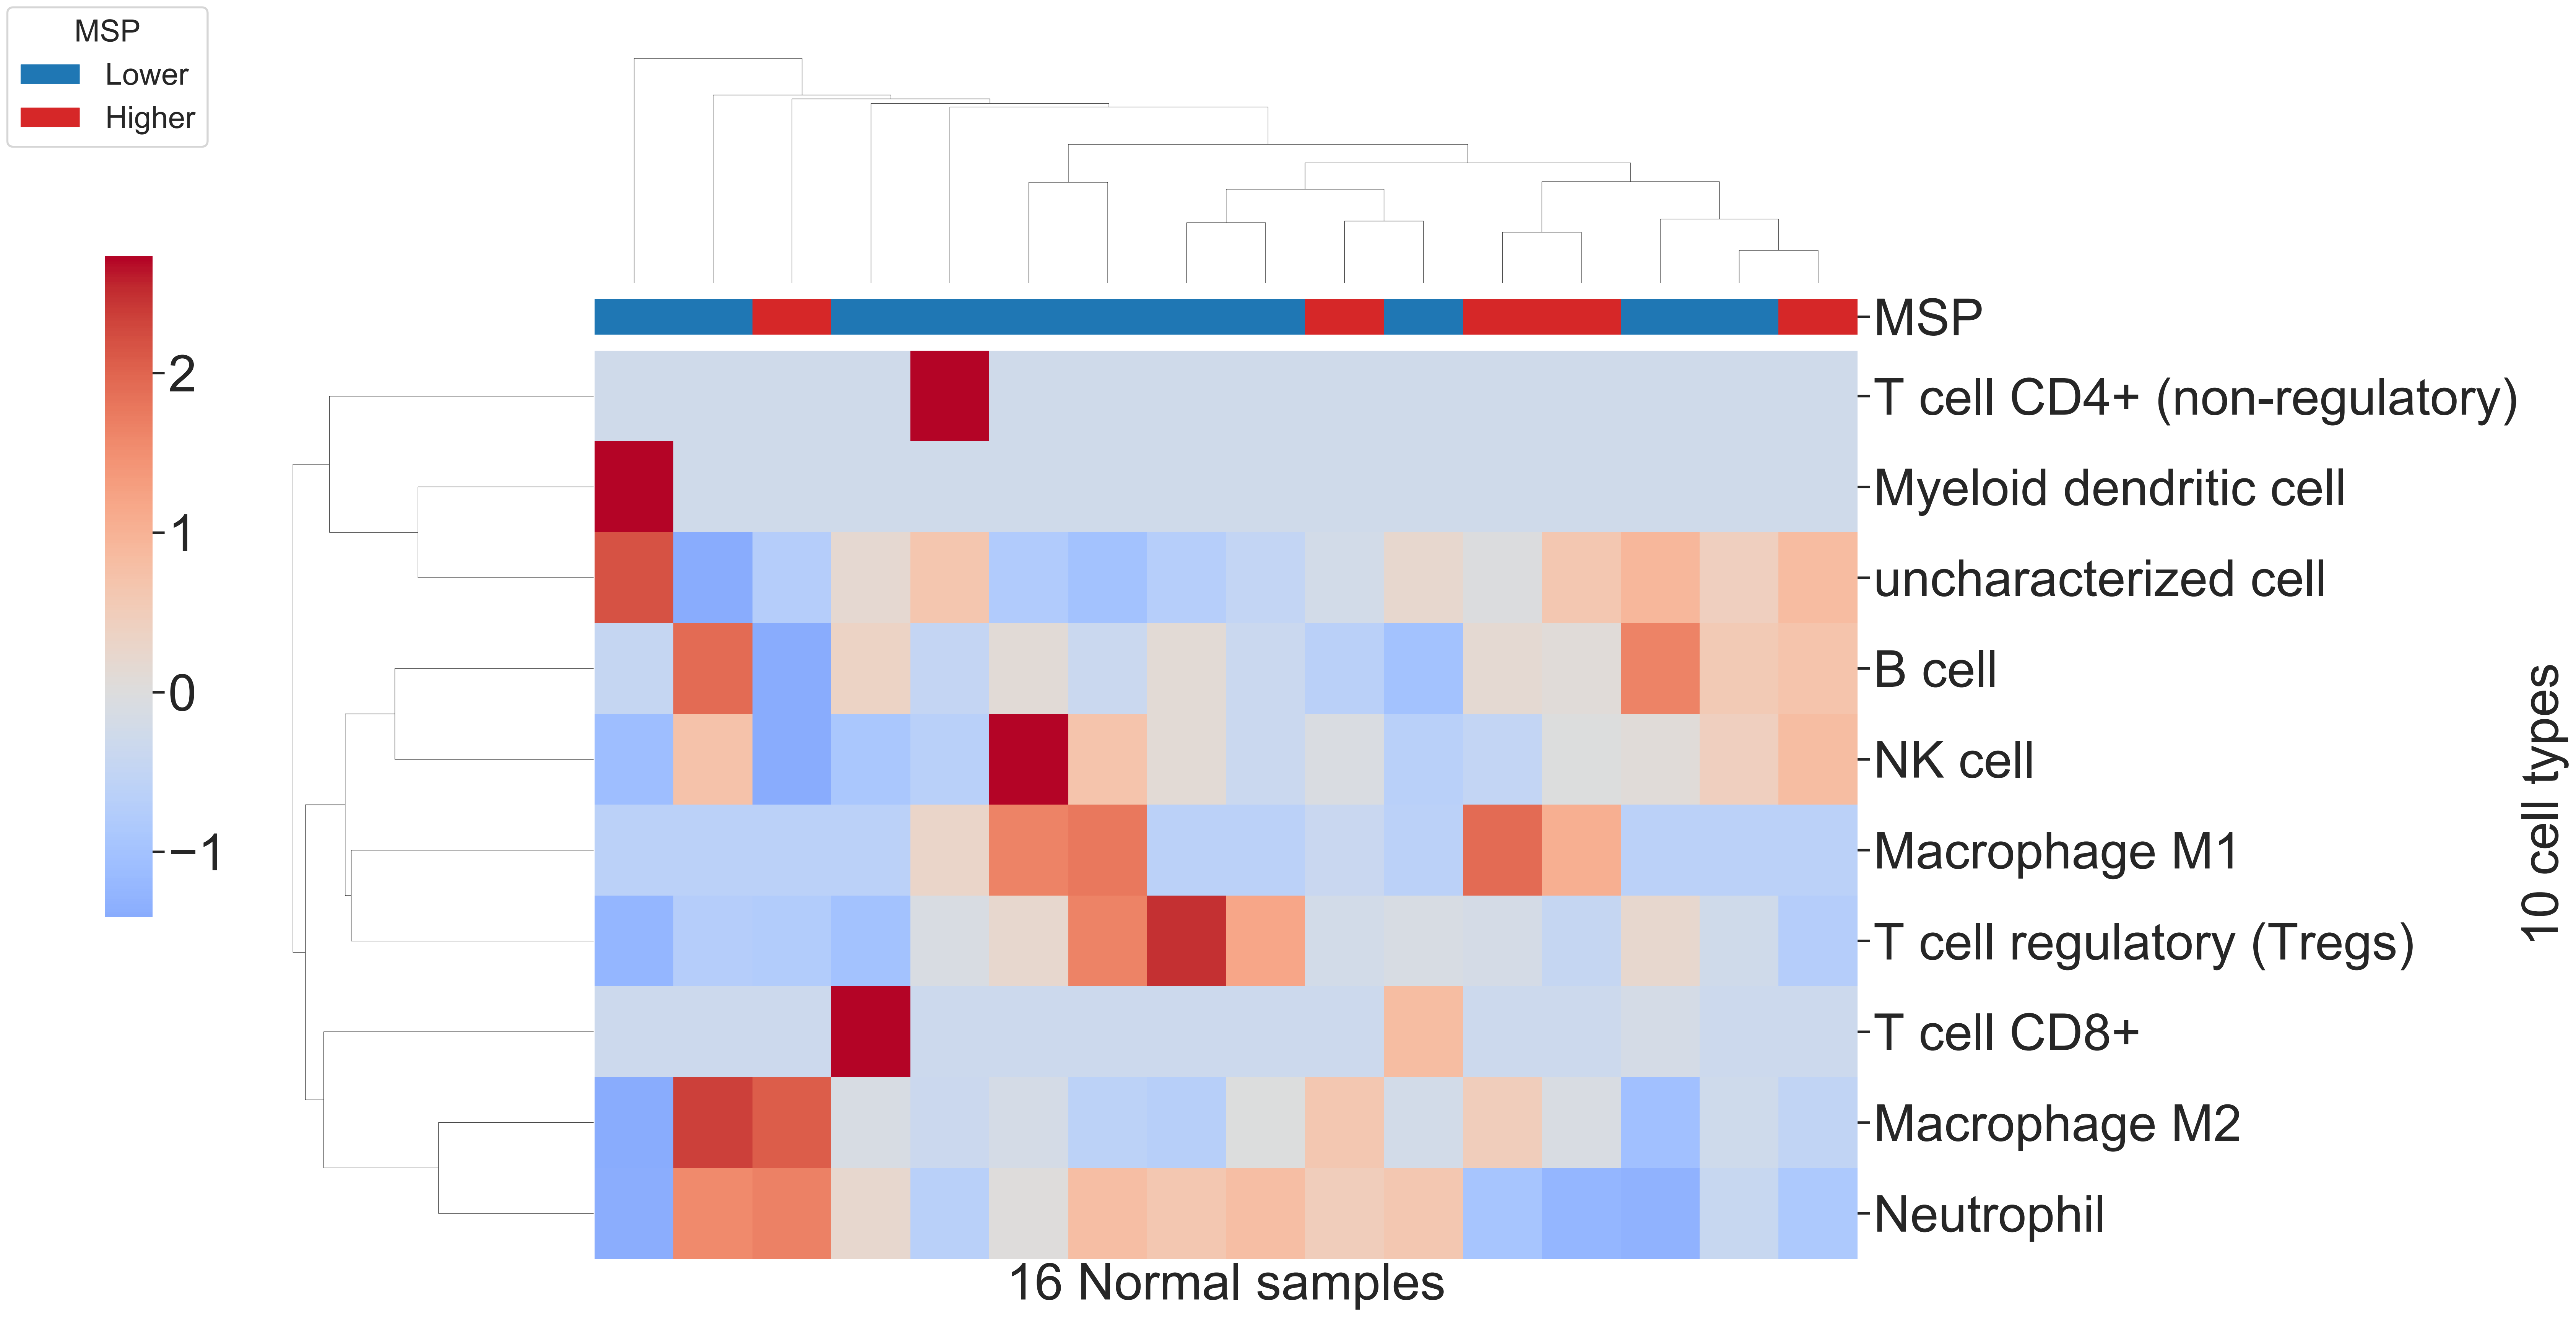 MSP
Lower
Higher
2
1
0
−1
MSP
T cell CD4+ (non-regulatory)
Myeloid dendritic cell
uncharacterized cell
B cell
NK cell
Macrophage M1
T cell regulatory (Tregs)
T cell CD8+
Macrophage M2
Neutrophil
10 cell types
16 Normal samples